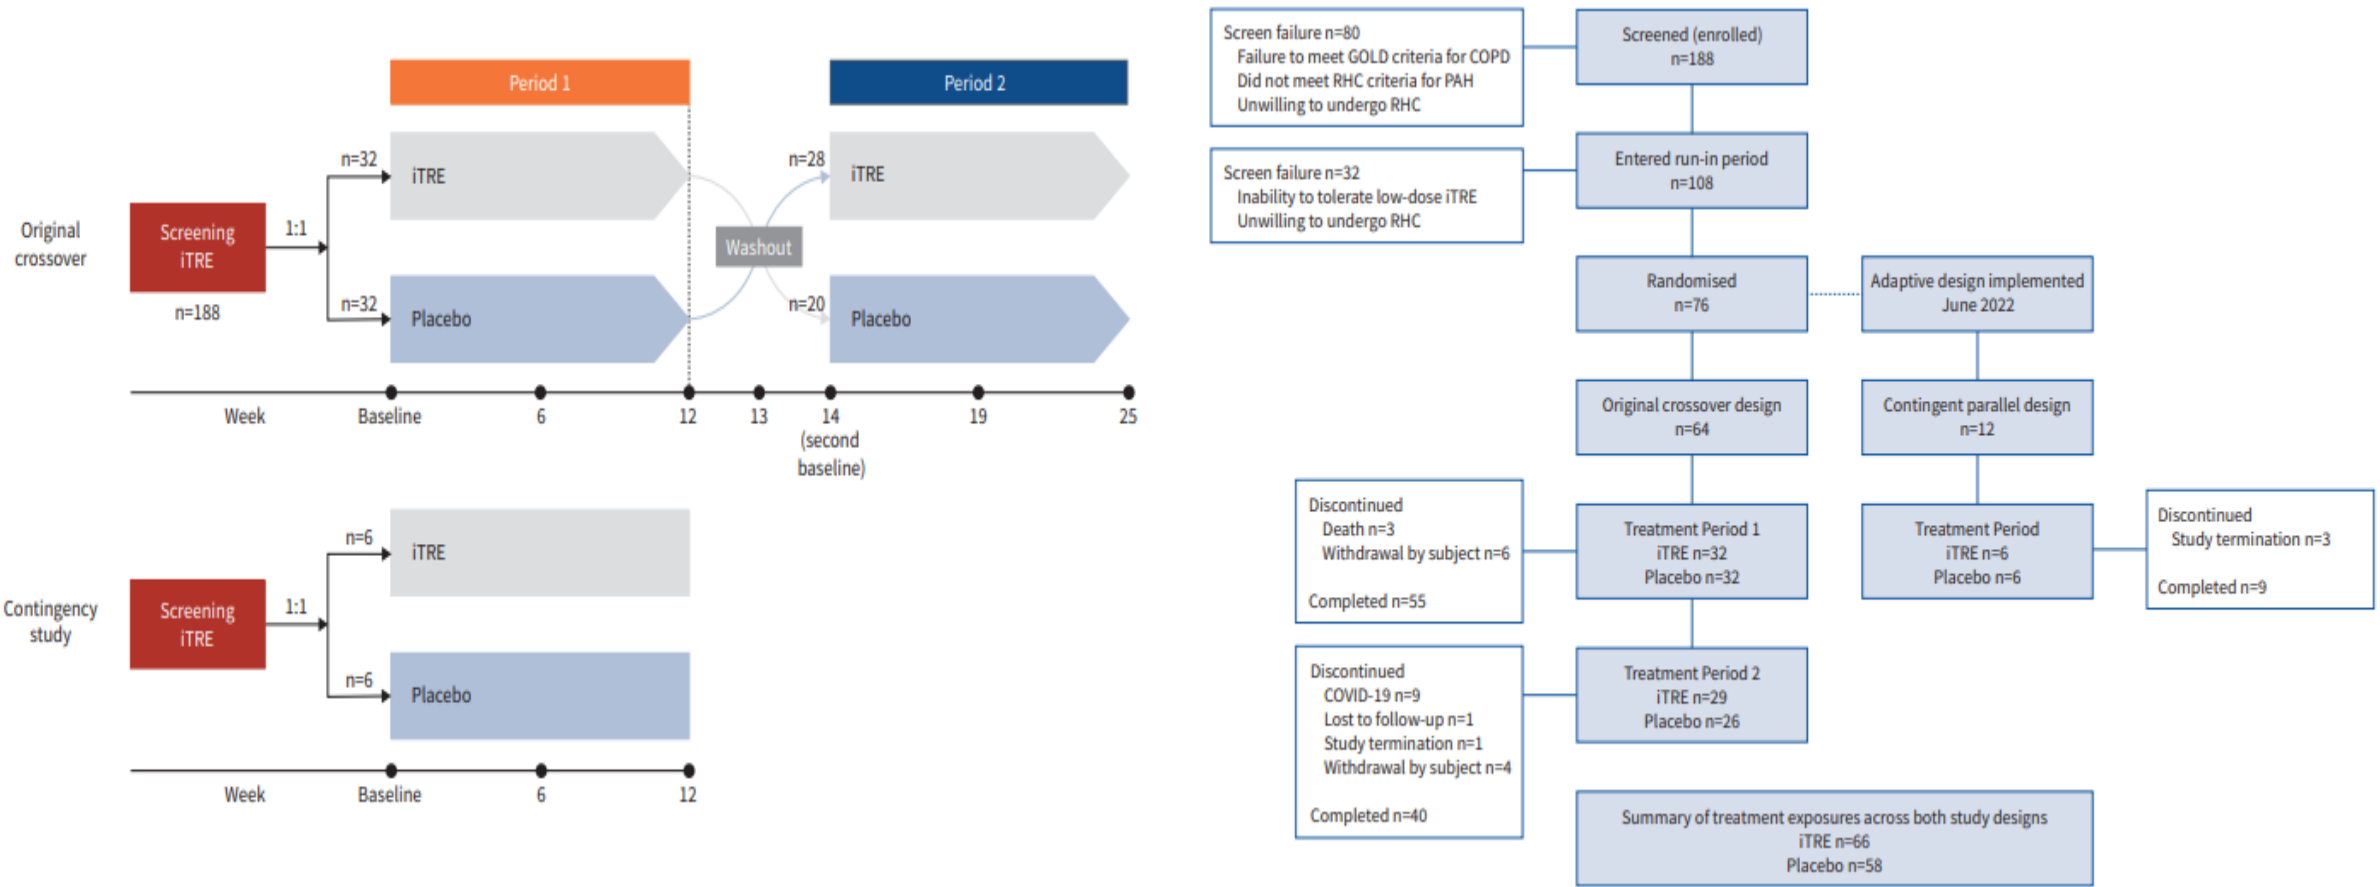 Period 1
Period 2
Original
crossover
Screening
iTRE
n=188
1:1
n=32
iTRE
n=32
Placebo
Washout
n=28
iTRE
n=20
Placebo
Week
Baseline
6
12
13
14
(second
baseline)
19
25
Contingency
study
Screening
iTRE
1:1
n=6
iTRE
n=6
Placebo
Week
Baseline
6
12
Screen failure n=80
Failure to meet GOLD criteria for COPD
Did not meet RHC criteria for PAH
Unwilling to undergo RHC
Screened (enrolled)
n=188
Screen failure n=32
Inability to tolerate low-dose iTRE
Unwilling to undergo RHC
Entered run-in period
n=108
Randomised
n=76
Adaptive design implemented
June 2022
Original crossover design
n=64
Contingent parallel design
n=12
Discontinued
Death n=3
Withdrawal by subject n=6
Completed n=55
Treatment Period 1
iTRE n=32
Placebo n=32
Treatment Period
iTRE n=6
Placebo n=6
Discontinued
Study termination n=3
Completed n=9
Discontinued
COVID-19 n=9
Lost to follow-up n=1
Study termination n=1
Withdrawal by subject n=4
Completed n=40
Treatment Period 2
iTRE n=29
Placebo n=26
Summary of treatment exposures across both study designs
iTRE n=66
Placebo n=58